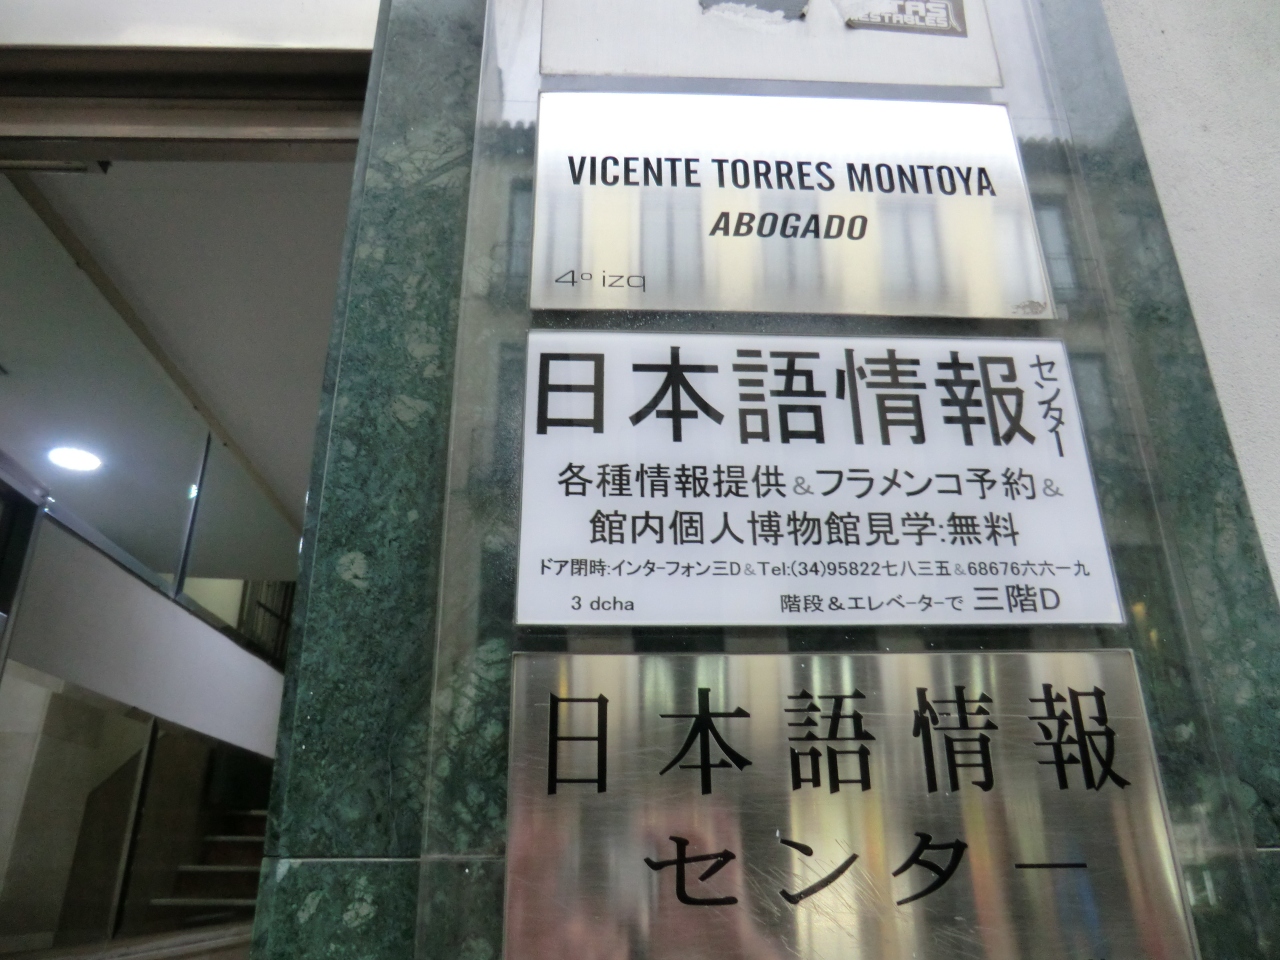 TAS
ESTABLES
VICENTE TORRES MONTOYA
ABOGADO
4º izq
日本語情報センター
各種情報提供&フラメンコ予約&
館内個人博物館見学:無料
ドア閉時:インターフォン三D&Tel:(34)95822七八三五&68676六六一九
3 dcha 階段&エレベーターで 三階D
日本語情報
センター